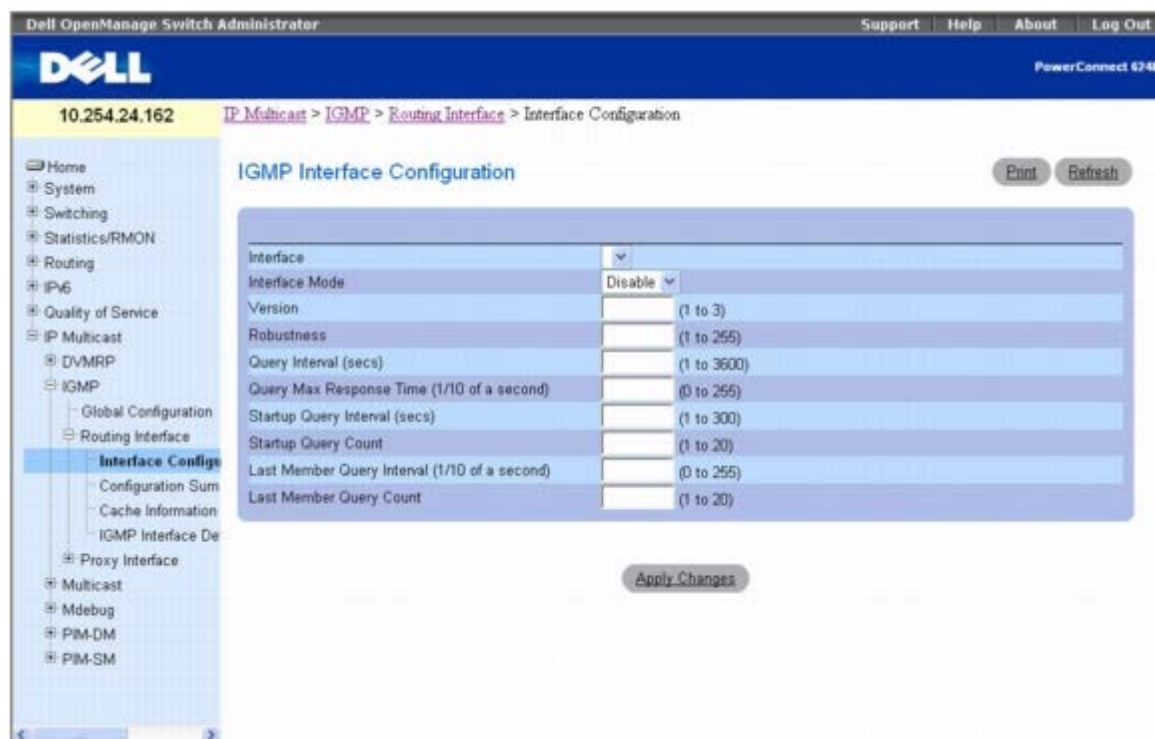 Dell OpenManage Switch Administrator Support Help About Log Out
DELL
PowerConnect 6248
10.254.24.162
IP Multicast > IGMP > Routing Interface > Interface Configuration
Home
System
Switching
Statistics/RMON
Routing
IPv6
Quality of Service
IP Multicast
DVMRP
IGMP
Global Configuration
Routing Interface
Interface Configu
Configuration Sum
Cache Information
IGMP Interface De
Proxy Interface
Multicast
Mdebug
PIM-DM
PIM-SM
IGMP Interface Configuration
Print Refresh
Interface
Interface Mode Disable
Version (1 to 3)
Robustness (1 to 255)
Query Interval (secs) (1 to 3600)
Query Max Response Time (1/10 of a second) (0 to 255)
Startup Query Interval (secs) (1 to 300)
Startup Query Count (1 to 20)
Last Member Query Interval (1/10 of a second) (0 to 255)
Last Member Query Count (1 to 20)
Apply Changes